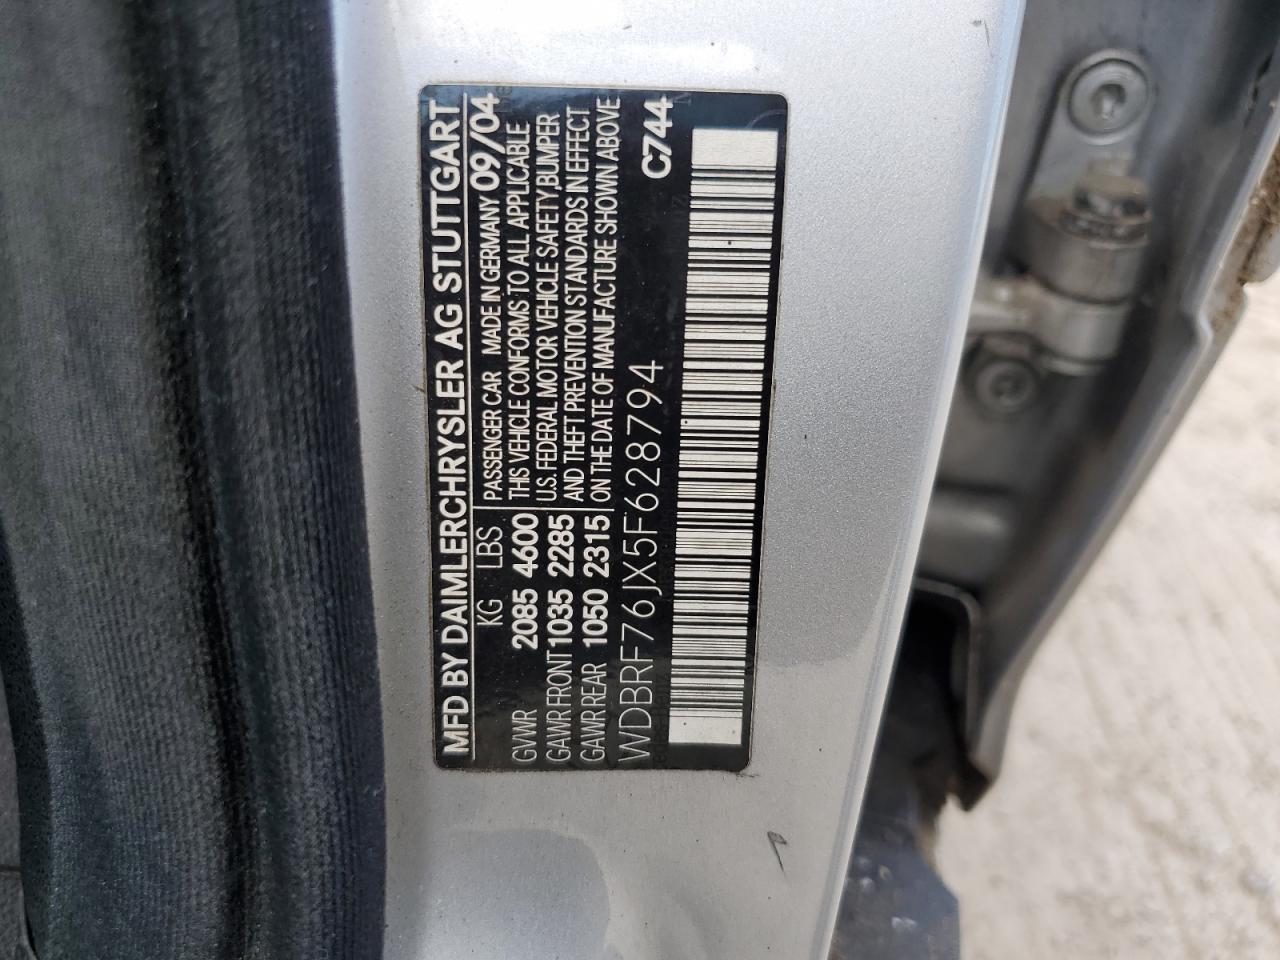 MFD BY DAIMLERCHRYSLER AG STUTTGART
KG LBS PASSENGER CAR MADE IN GERMANY 09/04
GVWR 2085 4600 THIS VEHICLE CONFORMS TO ALL APPLICABLE
GAWR FRONT 1035 2285 U.S. FEDERAL MOTOR VEHICLE SAFETY, BUMPER
GAWR REAR 1050 2315 AND THEFT PREVENTION STANDARDS IN EFFECT
ON THE DATE OF MANUFACTURE SHOWN ABOVE
WDBRF76JX5F628794 C744